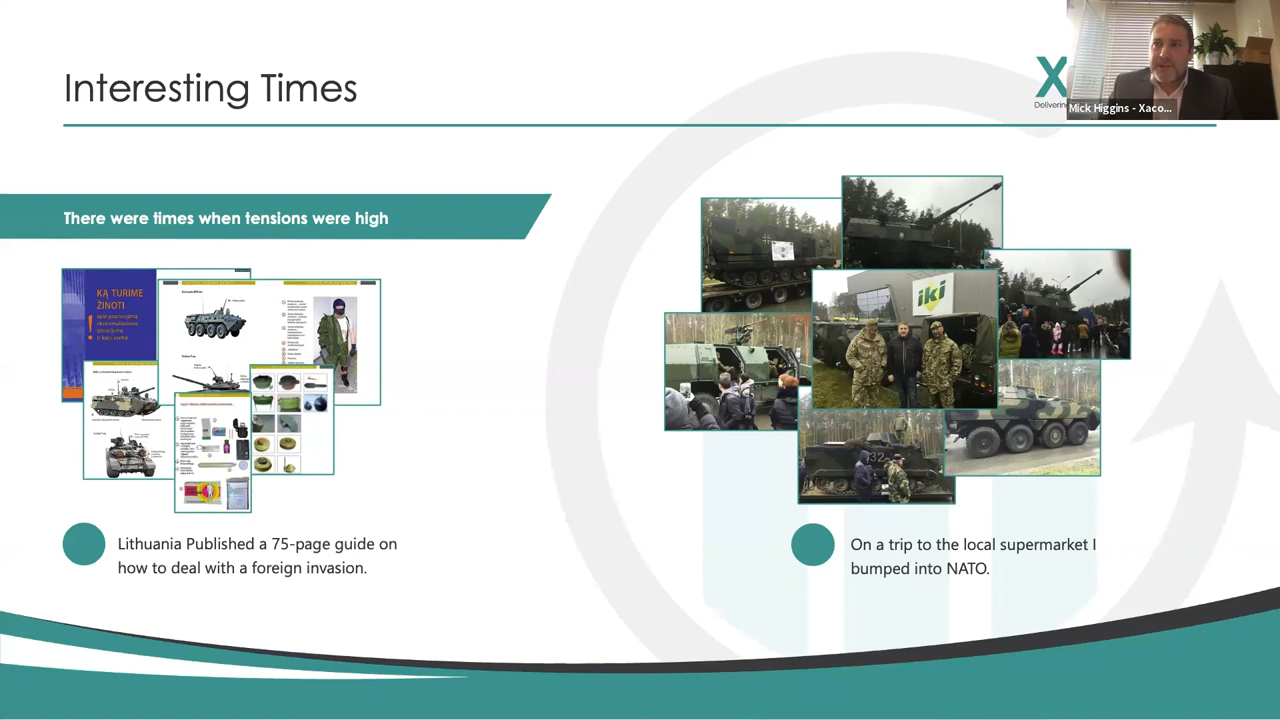 Interesting Times
X
Delivering
Mick Higgins - Xaco...
There were times when tensions were high
KĄ TURIME
ŽINOTI
iki
Lithuania Published a 75-page guide on
how to deal with a foreign invasion.
On a trip to the local supermarket I
bumped into NATO.